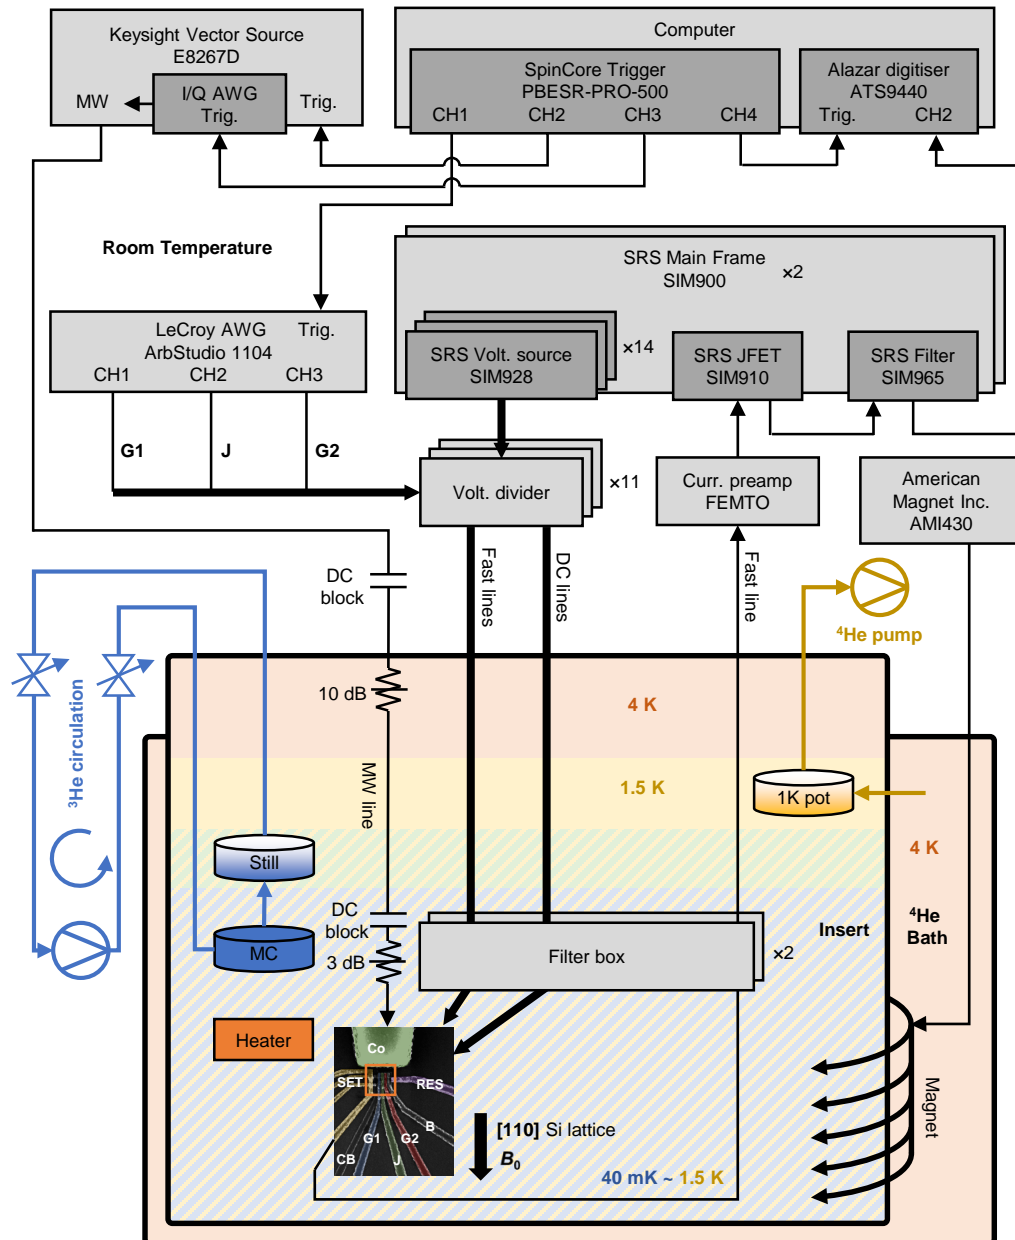 Keysight Vector Source
E8267D
MW
I/Q AWG
Trig.
Trig.
Computer
SpinCore Trigger
PBESR-PRO-500
CH1
CH2
CH3
CH4
Alazar digitiser
ATS9440
Trig.
CH2
Room Temperature
SRS Main Frame
SIM900
×2
LeCroy AWG
ArbStudio 1104
Trig.
CH1
CH2
CH3
SRS Volt. source
SIM928
×14
SRS JFET
SIM910
SRS Filter
SIM965
G1
J
G2
Volt. divider
×11
Curr. preamp
FEMTO
American
Magnet Inc.
AMI430
DC
block
Fast lines
DC lines
Fast line
⁴He pump
³He circulation
10 dB
4 K
MW line
1.5 K
1K pot
Still
4 K
DC
block
MC
3 dB
Filter box
×2
Insert
⁴He
Bath
Heater
Co
SET
RES
G1
G2
B
CB
J
[110] Si lattice
B₀
Magnet
40 mK ~ 1.5 K